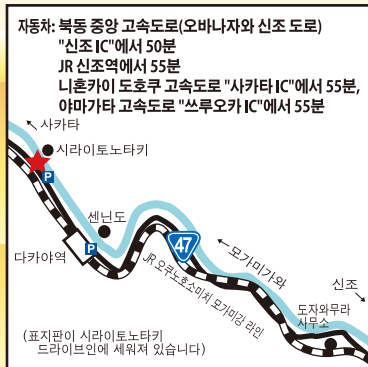 자동차: 북동 중앙 고속도로(오바나자와 신조 도로)
"신조 IC"에서 50분
JR 신조역에서 55분
니혼카이 도호쿠 고속도로 "사카타 IC"에서 55분,
야마가타 고속도로 "쓰루오카 IC"에서 55분
사카타
시라이토노타키
P
센닌도
P
다카야역
47
모가미가와
JR 오쿠노호소미치 모가미강 라인
신조
도자와무라
사무소
(표지판이 시라이토노타키
드라이브인에 세워져 있습니다)